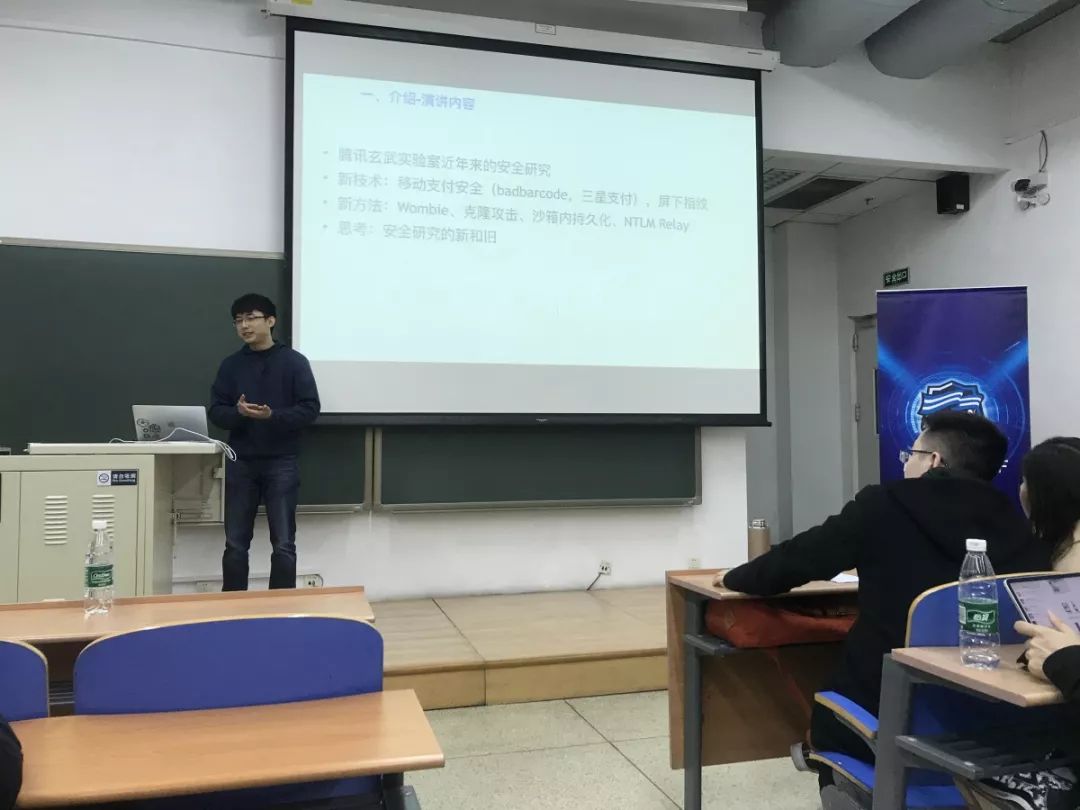 一、介绍-演讲内容
• 腾讯玄武实验室近年来的安全研究
• 新技术：移动支付安全（badbarcode，三星支付），屏下指纹
• 新方法：Wombie、克隆攻击、沙箱内持久化、NTLM Relay
• 思考：安全研究的新和旧
安全出口
怡宝